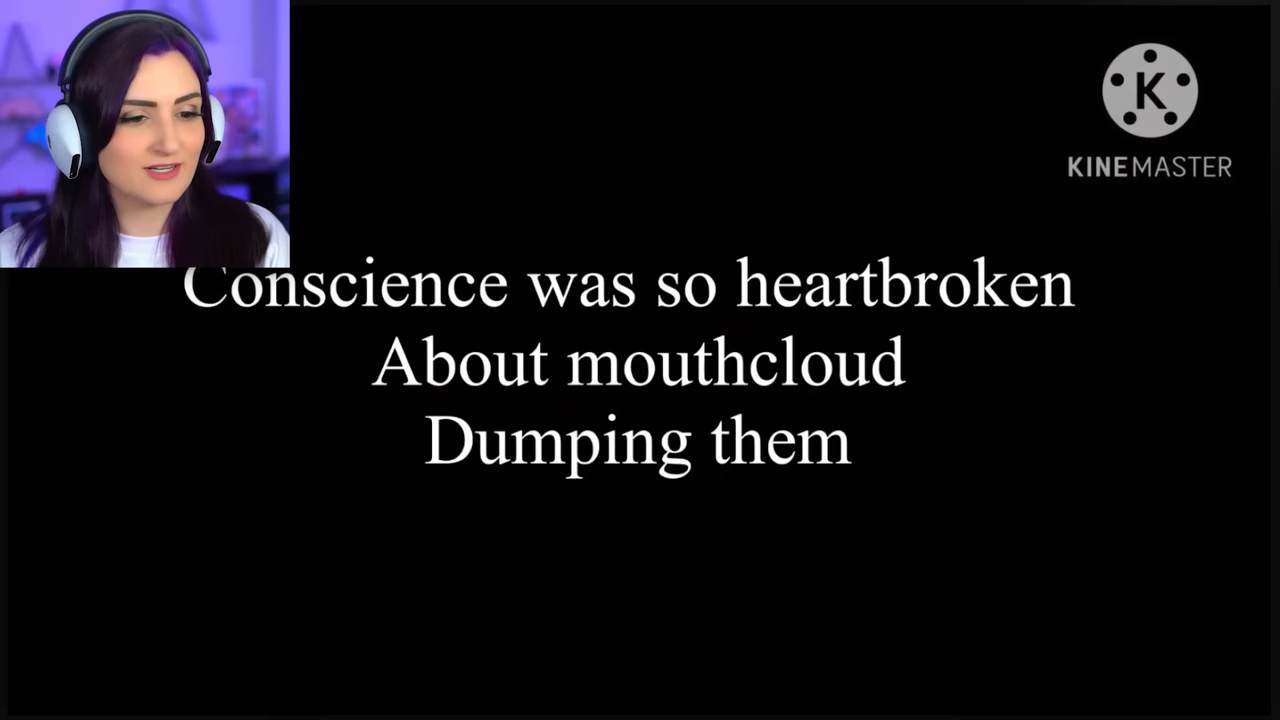 K
KINEMASTER
Conscience was so heartbroken
About mouthcloud
Dumping them